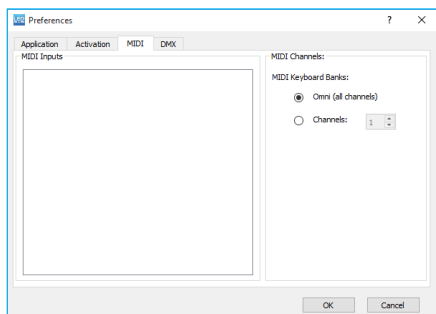 Preferences
Application Activation MIDI DMX
MIDI Inputs
MIDI Channels:
MIDI Keyboard Banks:
Omni (all channels)
Channels: 1
OK Cancel